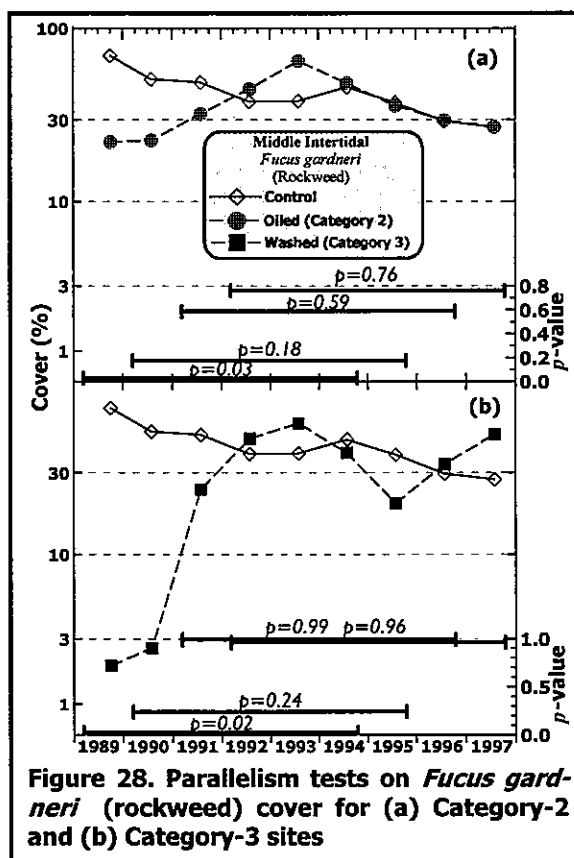 100
(a)
30
Middle Intertidal
Fucus gardneri
(Rockweed)
Control
Oiled (Category 2)
Washed (Category 3)
10
3
p=0.76
0.8
p=0.59
0.6
0.4
1
p=0.18
0.2
p=0.03
0.0
Cover (%)
p-value
(b)
30
10
3
p=0.99 p=0.96
1.0
0.5
1
p=0.24
p=0.02
0.0
p-value
1989 1990 1991 1992 1993 1994 1995 1996 1997
Figure 28. Parallelism tests on Fucus gard-
neri (rockweed) cover for (a) Category-2
and (b) Category-3 sites